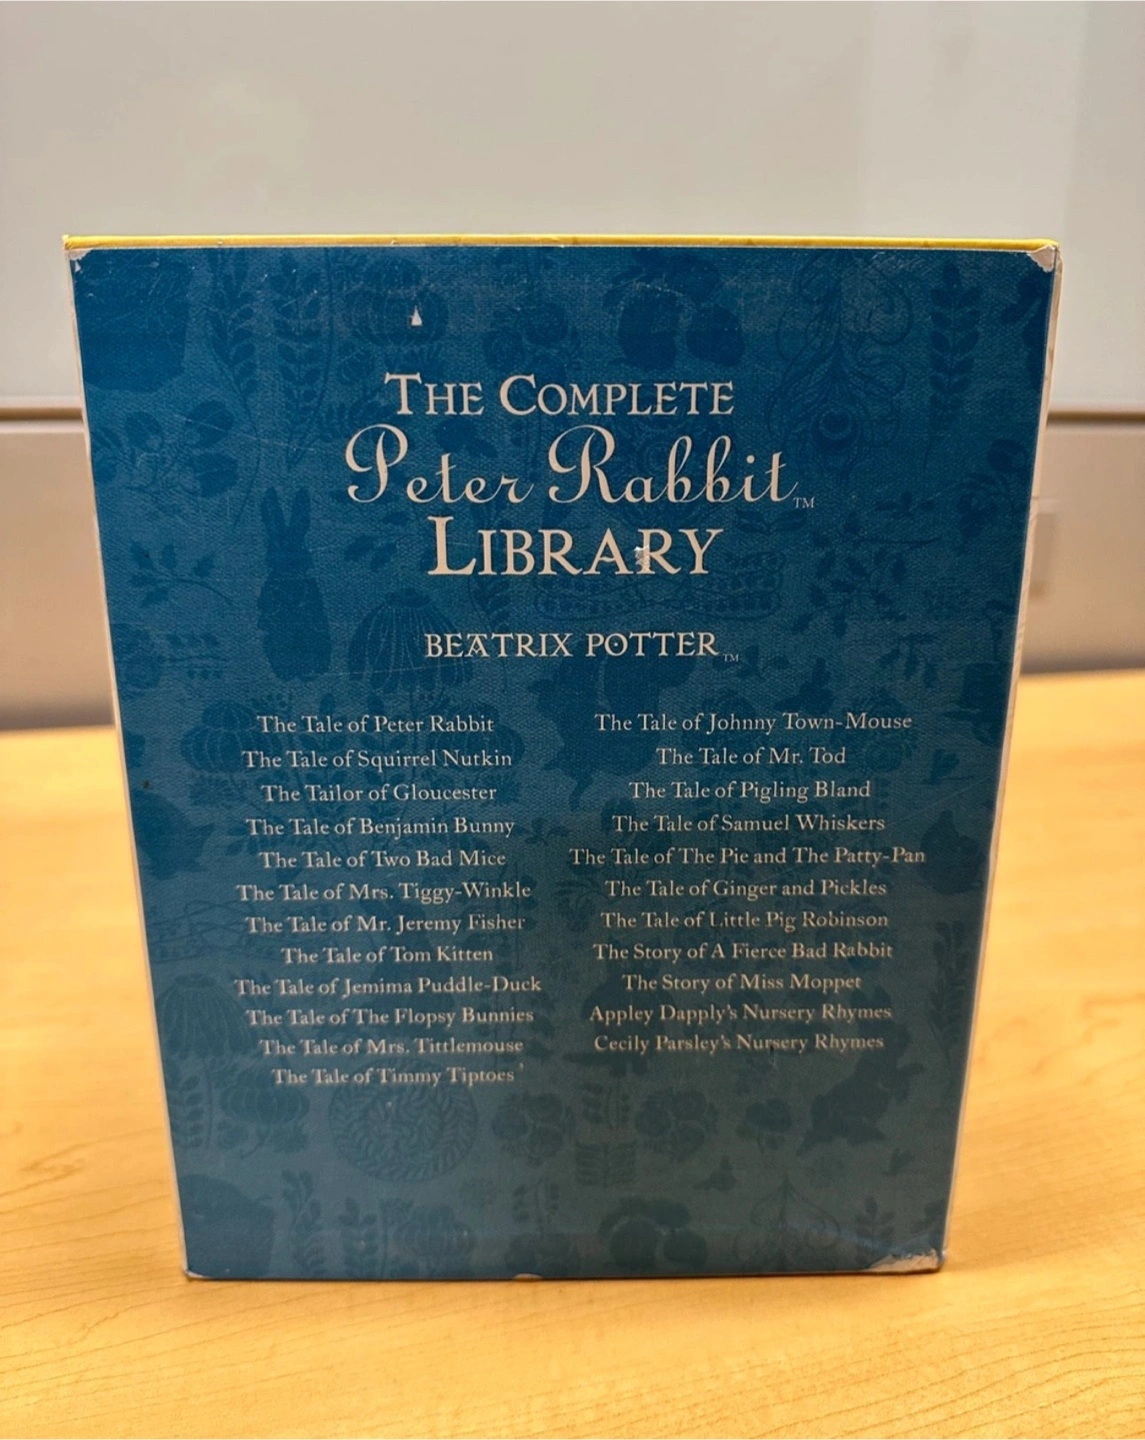 THE COMPLETE
Peter Rabbit™
LIBRARY
BEATRIX POTTER™
The Tale of Peter Rabbit
The Tale of Squirrel Nutkin
The Tailor of Gloucester
The Tale of Benjamin Bunny
The Tale of Two Bad Mice
The Tale of Mrs. Tiggy-Winkle
The Tale of Mr. Jeremy Fisher
The Tale of Tom Kitten
The Tale of Jemima Puddle-Duck
The Tale of The Flopsy Bunnies
The Tale of Mrs. Tittlemouse
The Tale of Timmy Tiptoes
The Tale of Johnny Town-Mouse
The Tale of Mr. Tod
The Tale of Pigling Bland
The Tale of Samuel Whiskers
The Tale of The Pie and The Patty-Pan
The Tale of Ginger and Pickles
The Tale of Little Pig Robinson
The Story of A Fierce Bad Rabbit
The Story of Miss Moppet
Appley Dapply's Nursery Rhymes
Cecily Parsley's Nursery Rhymes